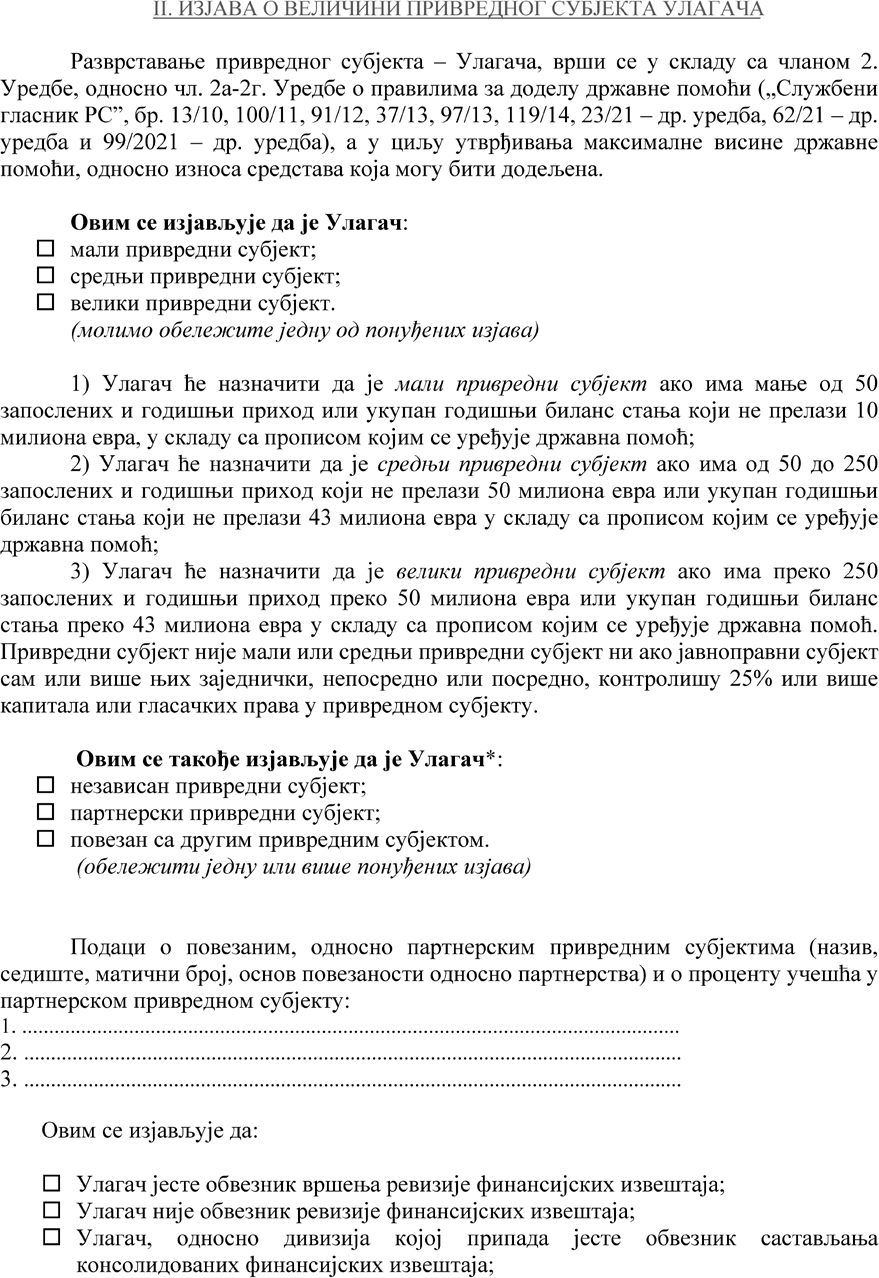 II. ИЗЈАВА О ВЕЛИЧИНИ ПРИВРЕДНОГ СУБЈЕКТА УЛАГАЧА
Разврставање привредног субјекта – Улагача, врши се у складу са чланом 2.
Уредбе, односно чл. 2а-2г. Уредбе о правилима за доделу државне помоћи („Службени
гласник РС”, бр. 13/10, 100/11, 91/12, 37/13, 97/13, 119/14, 23/21 – др. уредба, 62/21 – др.
уредба и 99/2021 – др. уредба), а у циљу утврђивања максималне висине државне
помоћи, односно износа средстава која могу бити додељена.
Овим се изјављује да је Улагач:
☐ мали привредни субјект;
☐ средњи привредни субјект;
☐ велики привредни субјект.
(молимо обележите једну од понуђених изјава)
1) Улагач ће назначити да је мали привредни субјект ако има мање од 50
запослених и годишњи приход или укупан годишњи биланс стања који не прелази 10
милиона евра, у складу са прописом којим се уређује државна помоћ;
2) Улагач ће назначити да је средњи привредни субјект ако има од 50 до 250
запослених и годишњи приход који не прелази 50 милиона евра или укупан годишњи
биланс стања који не прелази 43 милиона евра у складу са прописом којим се уређује
државна помоћ;
3) Улагач ће назначити да је велики привредни субјект ако има преко 250
запослених и годишњи приход преко 50 милиона евра или укупан годишњи биланс
стања преко 43 милиона евра у складу са прописом којим се уређује државна помоћ.
Привредни субјект није мали или средњи привредни субјект ни ако јавноправни субјект
сам или више њих заједнички, непосредно или посредно, контролишу 25% или више
капитала или гласачких права у привредном субјекту.
Овим се такође изјављује да је Улагач*:
☐ независан привредни субјект;
☐ партнерски привредни субјект;
☐ повезан са другим привредним субјектом.
(обележити једну или више понуђених изјава)
Подаци о повезаним, односно партнерским привредним субјектима (назив,
седиште, матични број, основ повезаности односно партнерства) и о проценту учешћа у
партнерском привредном субјекту:
1. ..........................................................................................................................
2. ..........................................................................................................................
3. ..........................................................................................................................
Овим се изјављује да:
☐ Улагач јесте обвезник вршења ревизије финансијских извештаја;
☐ Улагач није обвезник ревизије финансијских извештаја;
☐ Улагач, односно дивизија којој припада јесте обвезник састављања
консолидованих финансијских извештаја;